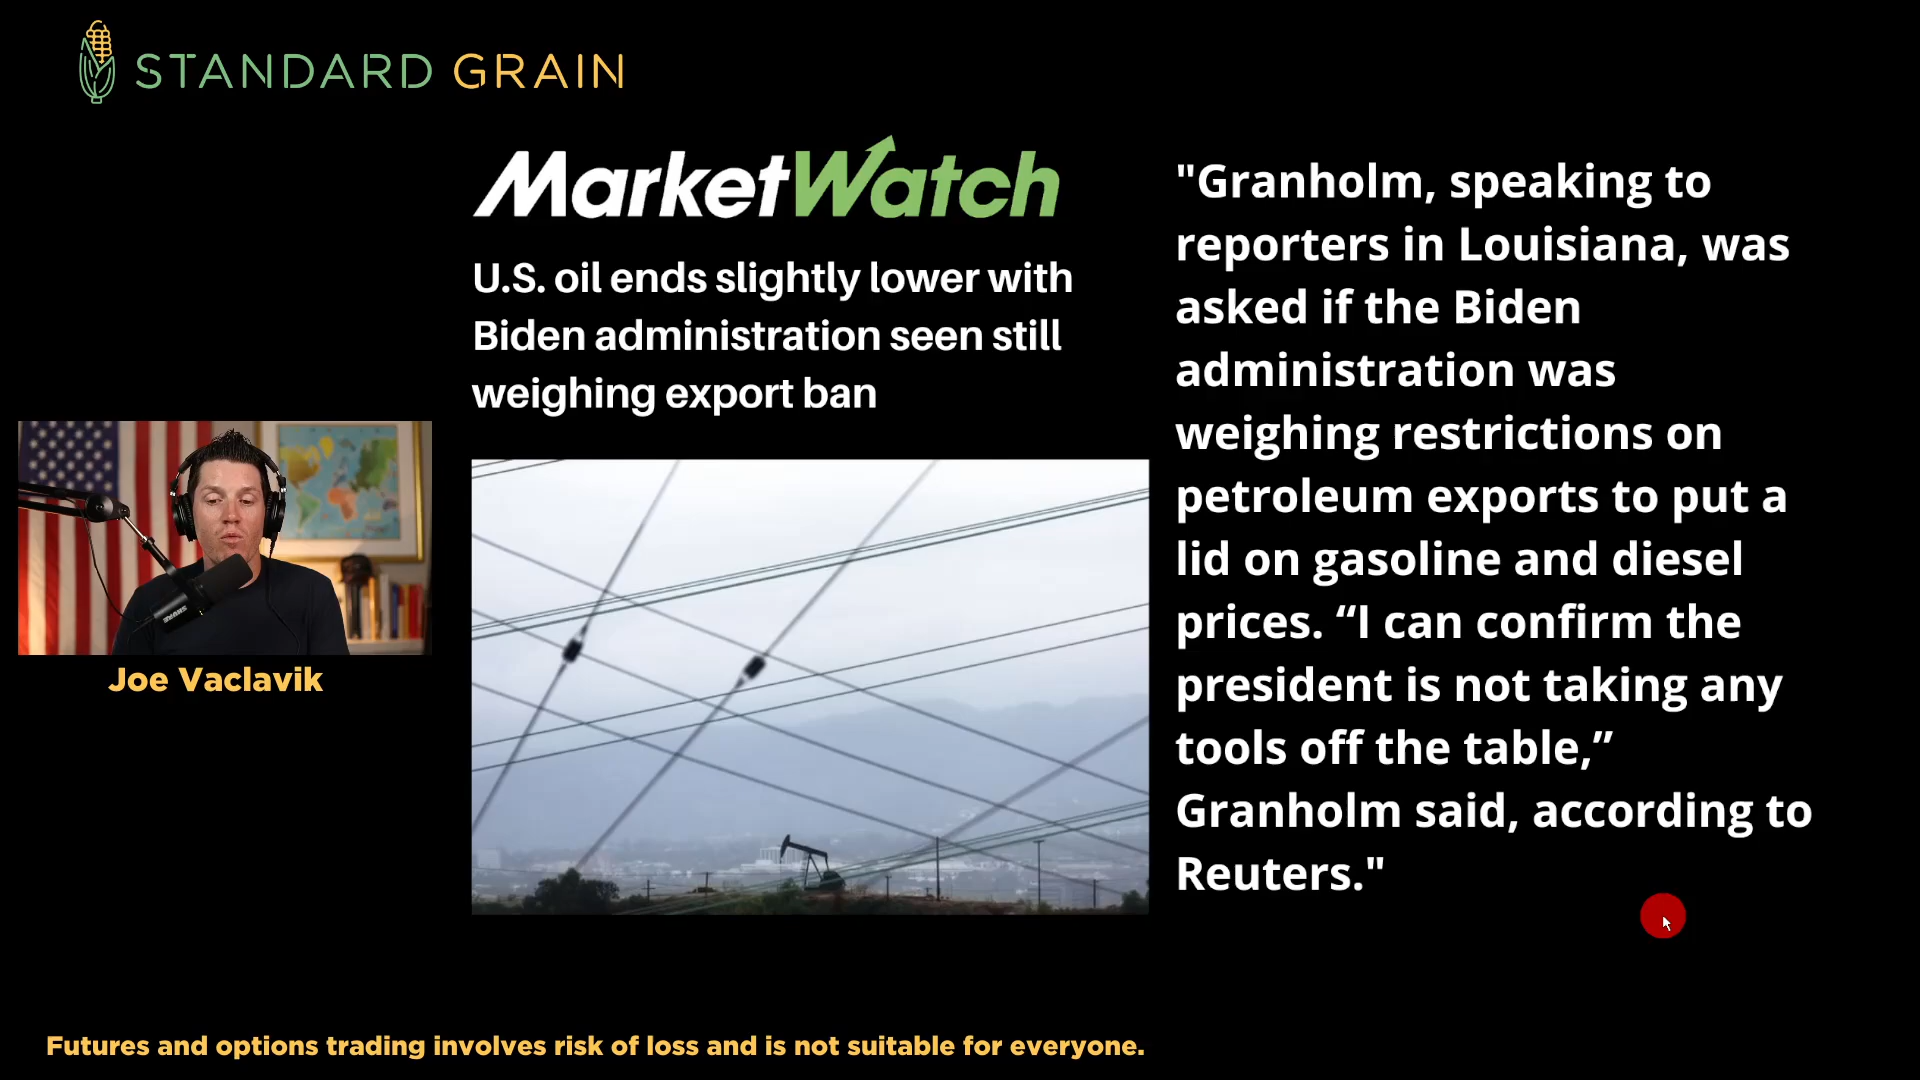 STANDARD GRAIN
MarketWatch
U.S. oil ends slightly lower with
Biden administration seen still
weighing export ban
"Granholm, speaking to
reporters in Louisiana, was
asked if the Biden
administration was
weighing restrictions on
petroleum exports to put a
lid on gasoline and diesel
prices. “I can confirm the
president is not taking any
tools off the table,”
Granholm said, according to
Reuters."
SHURE
Joe Vaclavik
Futures and options trading involves risk of loss and is not suitable for everyone.